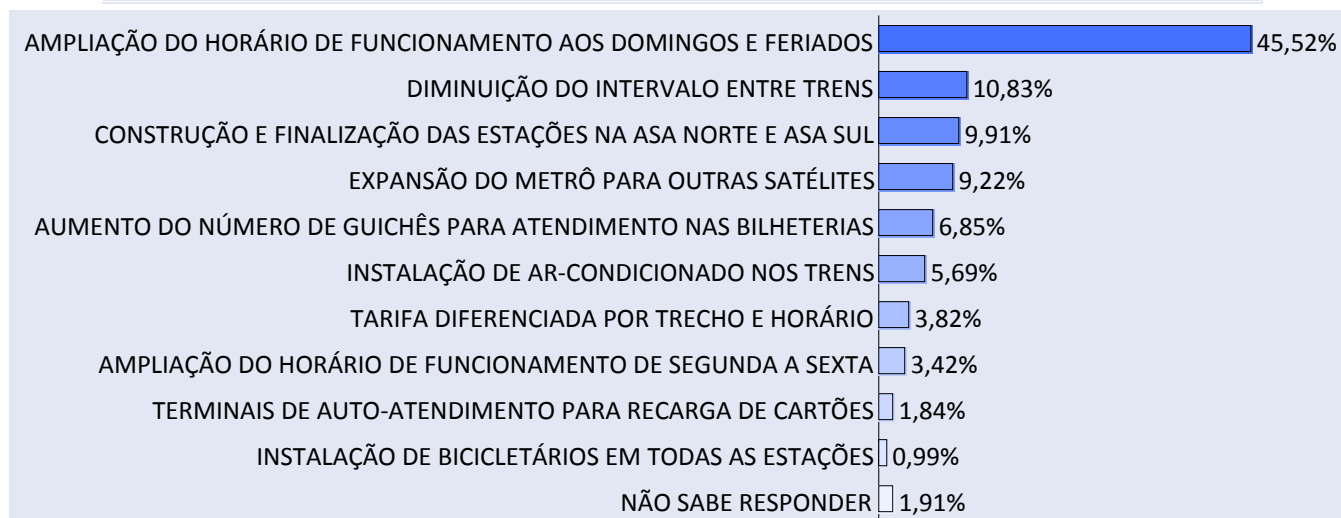 AMPLIAÇÃO DO HORÁRIO DE FUNCIONAMENTO AOS DOMINGOS E FERIADOS 45,52%
DIMINUIÇÃO DO INTERVALO ENTRE TRENS 10,83%
CONSTRUÇÃO E FINALIZAÇÃO DAS ESTAÇÕES NA ASA NORTE E ASA SUL 9,91%
EXPANSÃO DO METRÔ PARA OUTRAS SATÉLITES 9,22%
AUMENTO DO NÚMERO DE GUICHÊS PARA ATENDIMENTO NAS BILHETERIAS 6,85%
INSTALAÇÃO DE AR-CONDICIONADO NOS TRENS 5,69%
TARIFA DIFERENCIADA POR TRECHO E HORÁRIO 3,82%
AMPLIAÇÃO DO HORÁRIO DE FUNCIONAMENTO DE SEGUNDA A SEXTA 3,42%
TERMINAIS DE AUTO-ATENDIMENTO PARA RECARGA DE CARTÕES 1,84%
INSTALAÇÃO DE BICICLETÁRIOS EM TODAS AS ESTAÇÕES 0,99%
NÃO SABE RESPONDER 1,91%